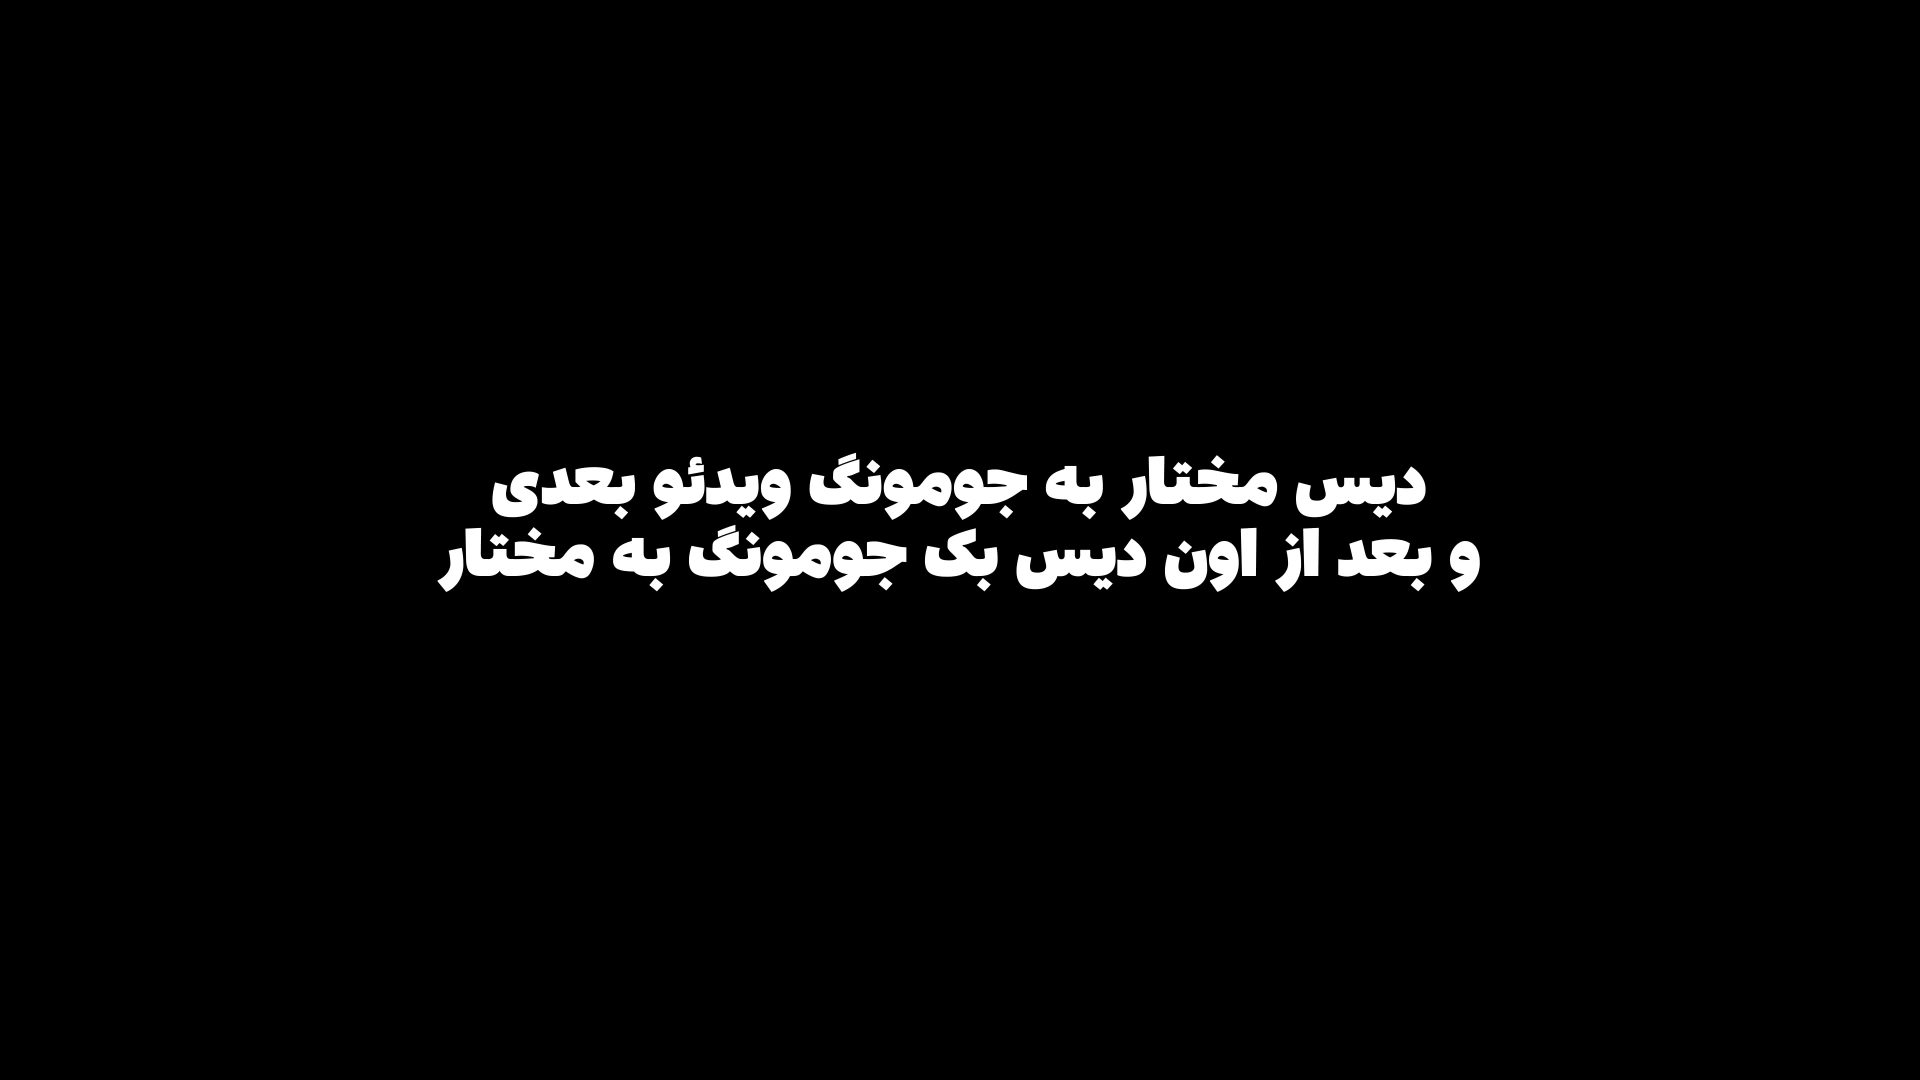 دیس مختار به جومونگ ویدئو بعدی
و بعد از اون دیس بک جومونگ به مختار